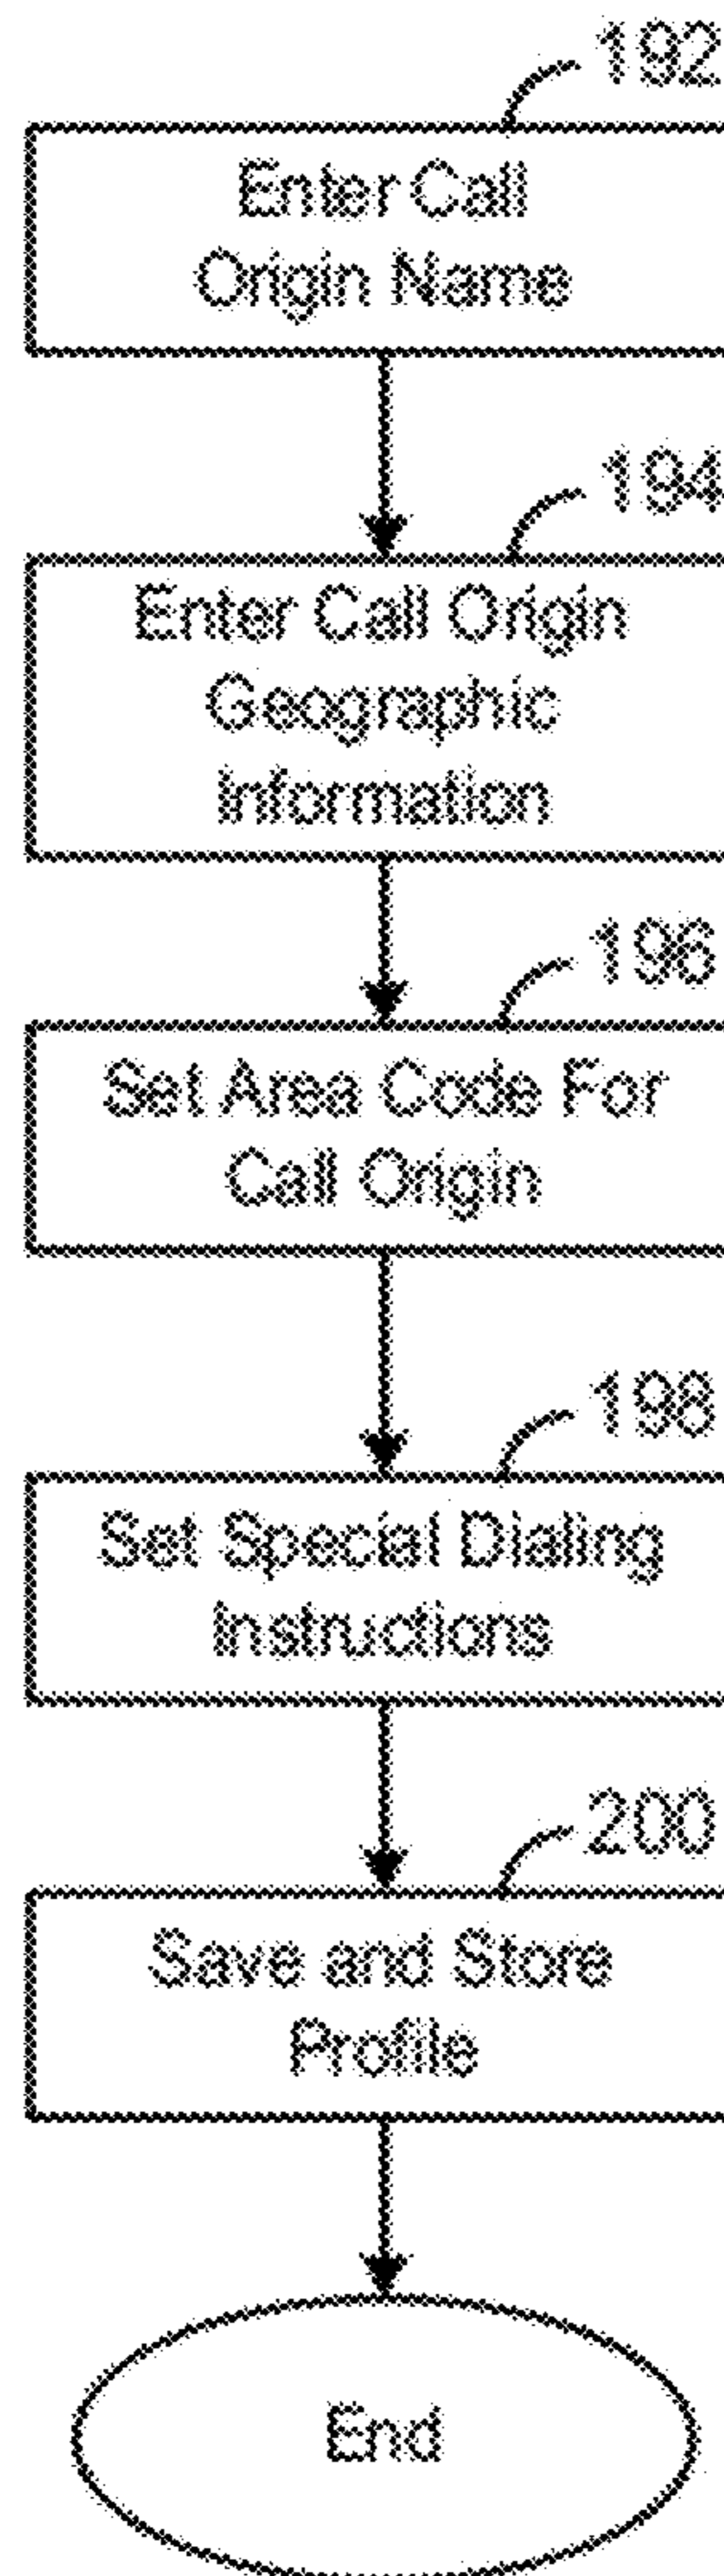 192
Enter Call
Origin Name
194
Enter Call Origin
Geographic
Information
196
Set Area Code For
Call Origin
198
Set Special Dialing
Instructions
200
Save and Store
Profile
End